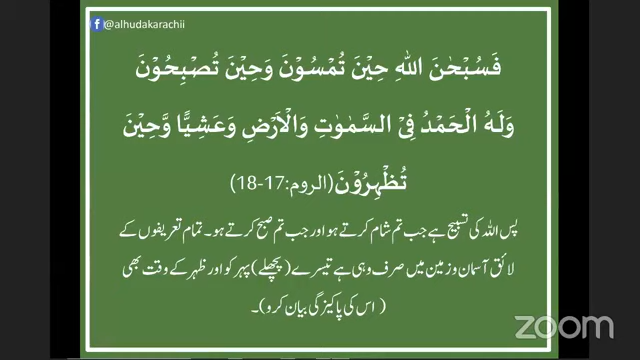 @alhudakarachii
فَسُبْحٰنَ اللّٰهِ حِيْنَ تُمْسُوْنَ وَحِيْنَ تُصْبِحُوْنَ
وَلَهُ الْحَمْدُ فِي السَّمٰوٰتِ وَالْاَرْضِ وَعَشِيًّا وَّحِيْنَ
تُظْهِرُوْنَ(الروم:17-18)
پس اللہ کی تسبیح ہے جب تم شام کرتے ہو اور جب تم صبح کرتے ہو۔ تمام تعریفوں کے
لائق آسمان و زمین میں صرف وہی ہے تیسرے (پچھلے) پہر کو اور ظہر کے وقت بھی
( اس کی پاکیزگی بیان کرو)۔
zoom